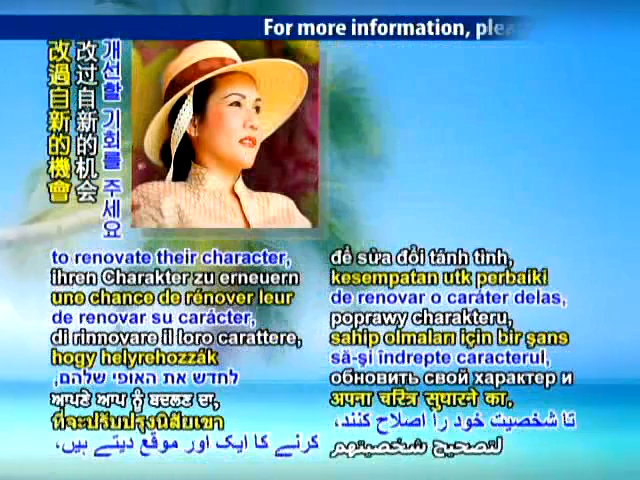 For more information, plea
改過自新的機會
改过自新的机会
개선할 기회를 주세요
to renovate their character,
ihren Charakter zu erneuern
une chance de rénover leur
de renovar su carácter,
di rinnovare il loro carattere,
hogy helyrehozzák
לחדש את האופי שלהם,
ਆਪਣੇ ਆਪ ਨੂੰ ਬਦਲਣ ਦਾ,
ที่จะปรับปรุงนิสัยเขา
کرنے کا ایک اور موقع دیتے ہیں،
để sửa đổi tánh tình,
kesempatan utk perbaiki
de renovar o caráter delas,
poprawy charakteru,
sahip olmaları için bir şans
să-şi îndrepte caracterul,
обновить свой характер и
अपना चरित्र सुधारने का,
تا شخصیت خود را اصلاح کنند،
لتصحيح شخصيتهم